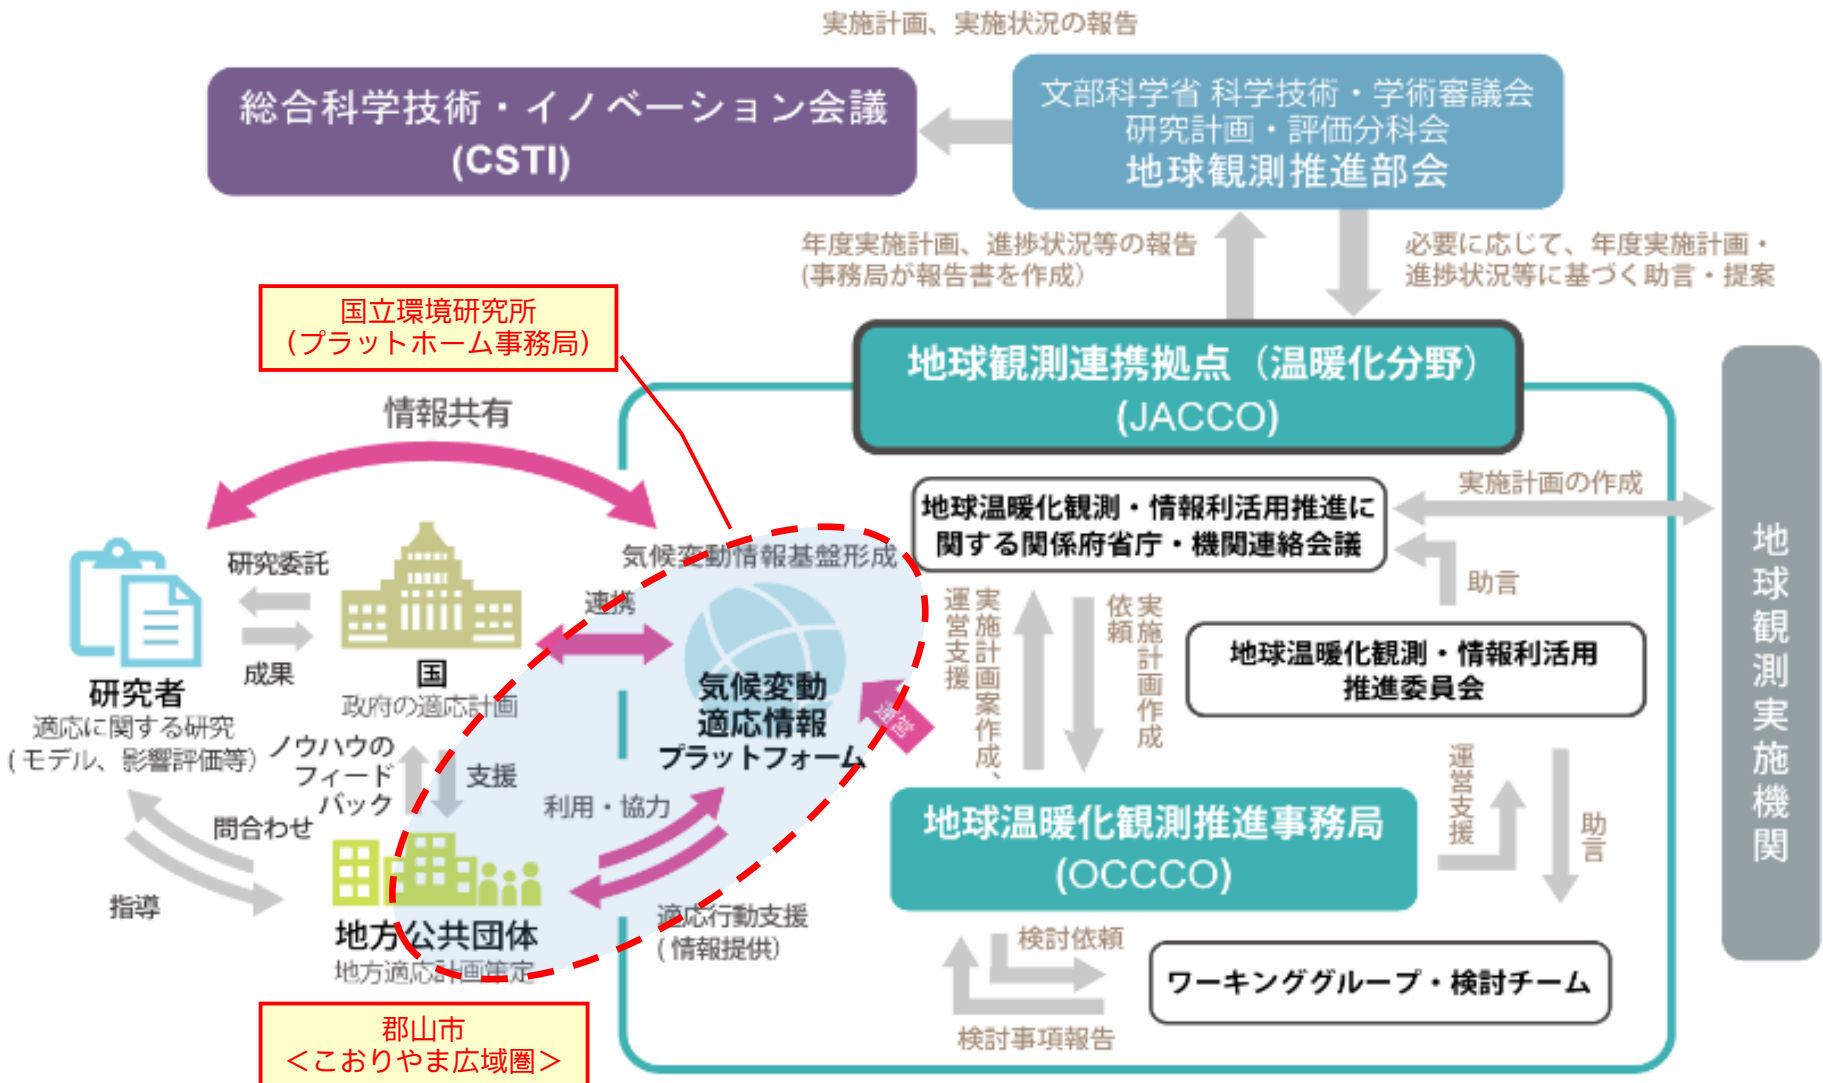 実施計画、実施状況の報告
総合科学技術・イノベーション会議
(CSTI)
文部科学省 科学技術・学術審議会
研究計画・評価分科会
地球観測推進部会
年度実施計画、進捗状況等の報告
(事務局が報告書を作成)
必要に応じて、年度実施計画・
進捗状況等に基づく助言・提案
国立環境研究所
（プラットホーム事務局）
地球観測連携拠点（温暖化分野）
(JACCO)
情報共有
実施計画の作成
地球温暖化観測・情報利活用推進に
関する関係府省庁・機関連絡会議
地球観測実施機関
気候変動情報基盤形成
研究委託
連携
助言
成果
研究者
適応に関する研究
(モデル、影響評価等)
国
政府の適応計画
気候変動
適応情報
プラットフォーム
運営
実施計画案作成、
運営支援
実施計画作成
依頼
地球温暖化観測・情報利活用
推進委員会
ノウハウの
フィード
バック
支援
利用・協力
問合わせ
指導
地球温暖化観測推進事務局
(OCCCO)
運営支援
助言
地方公共団体
地方適応計画策定
適応行動支援
(情報提供)
検討依頼
ワーキンググループ・検討チーム
検討事項報告
郡山市
＜こおりやま広域圏＞